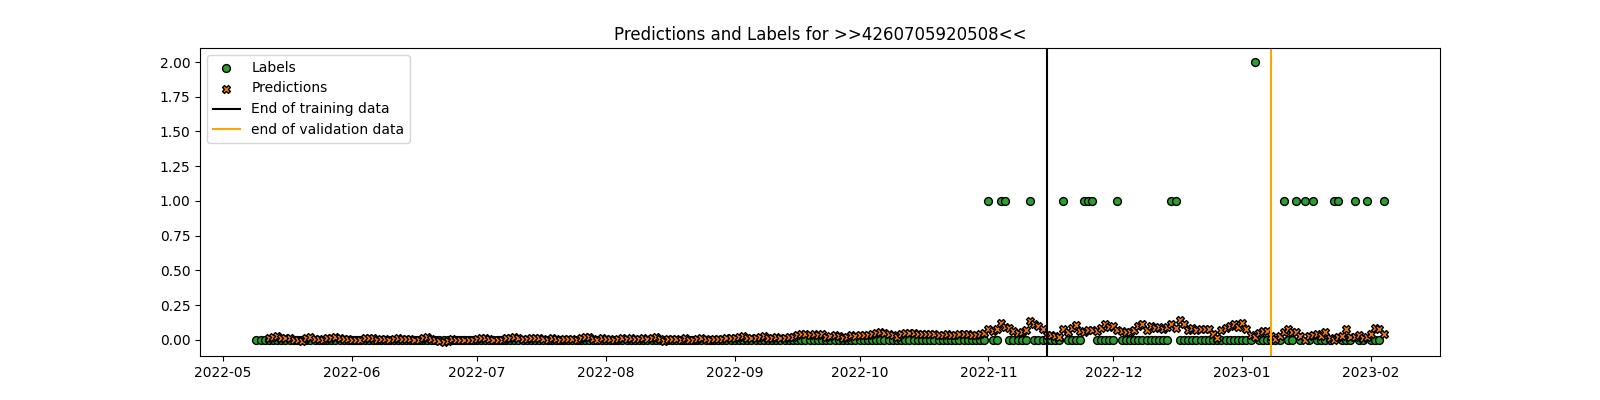 Predictions and Labels for >>4260705920508<<
2.00
1.75
1.50
1.25
1.00
0.75
0.50
0.25
0.00
Labels
Predictions
End of training data
end of validation data
2022-05 2022-06 2022-07 2022-08 2022-09 2022-10 2022-11 2022-12 2023-01 2023-02